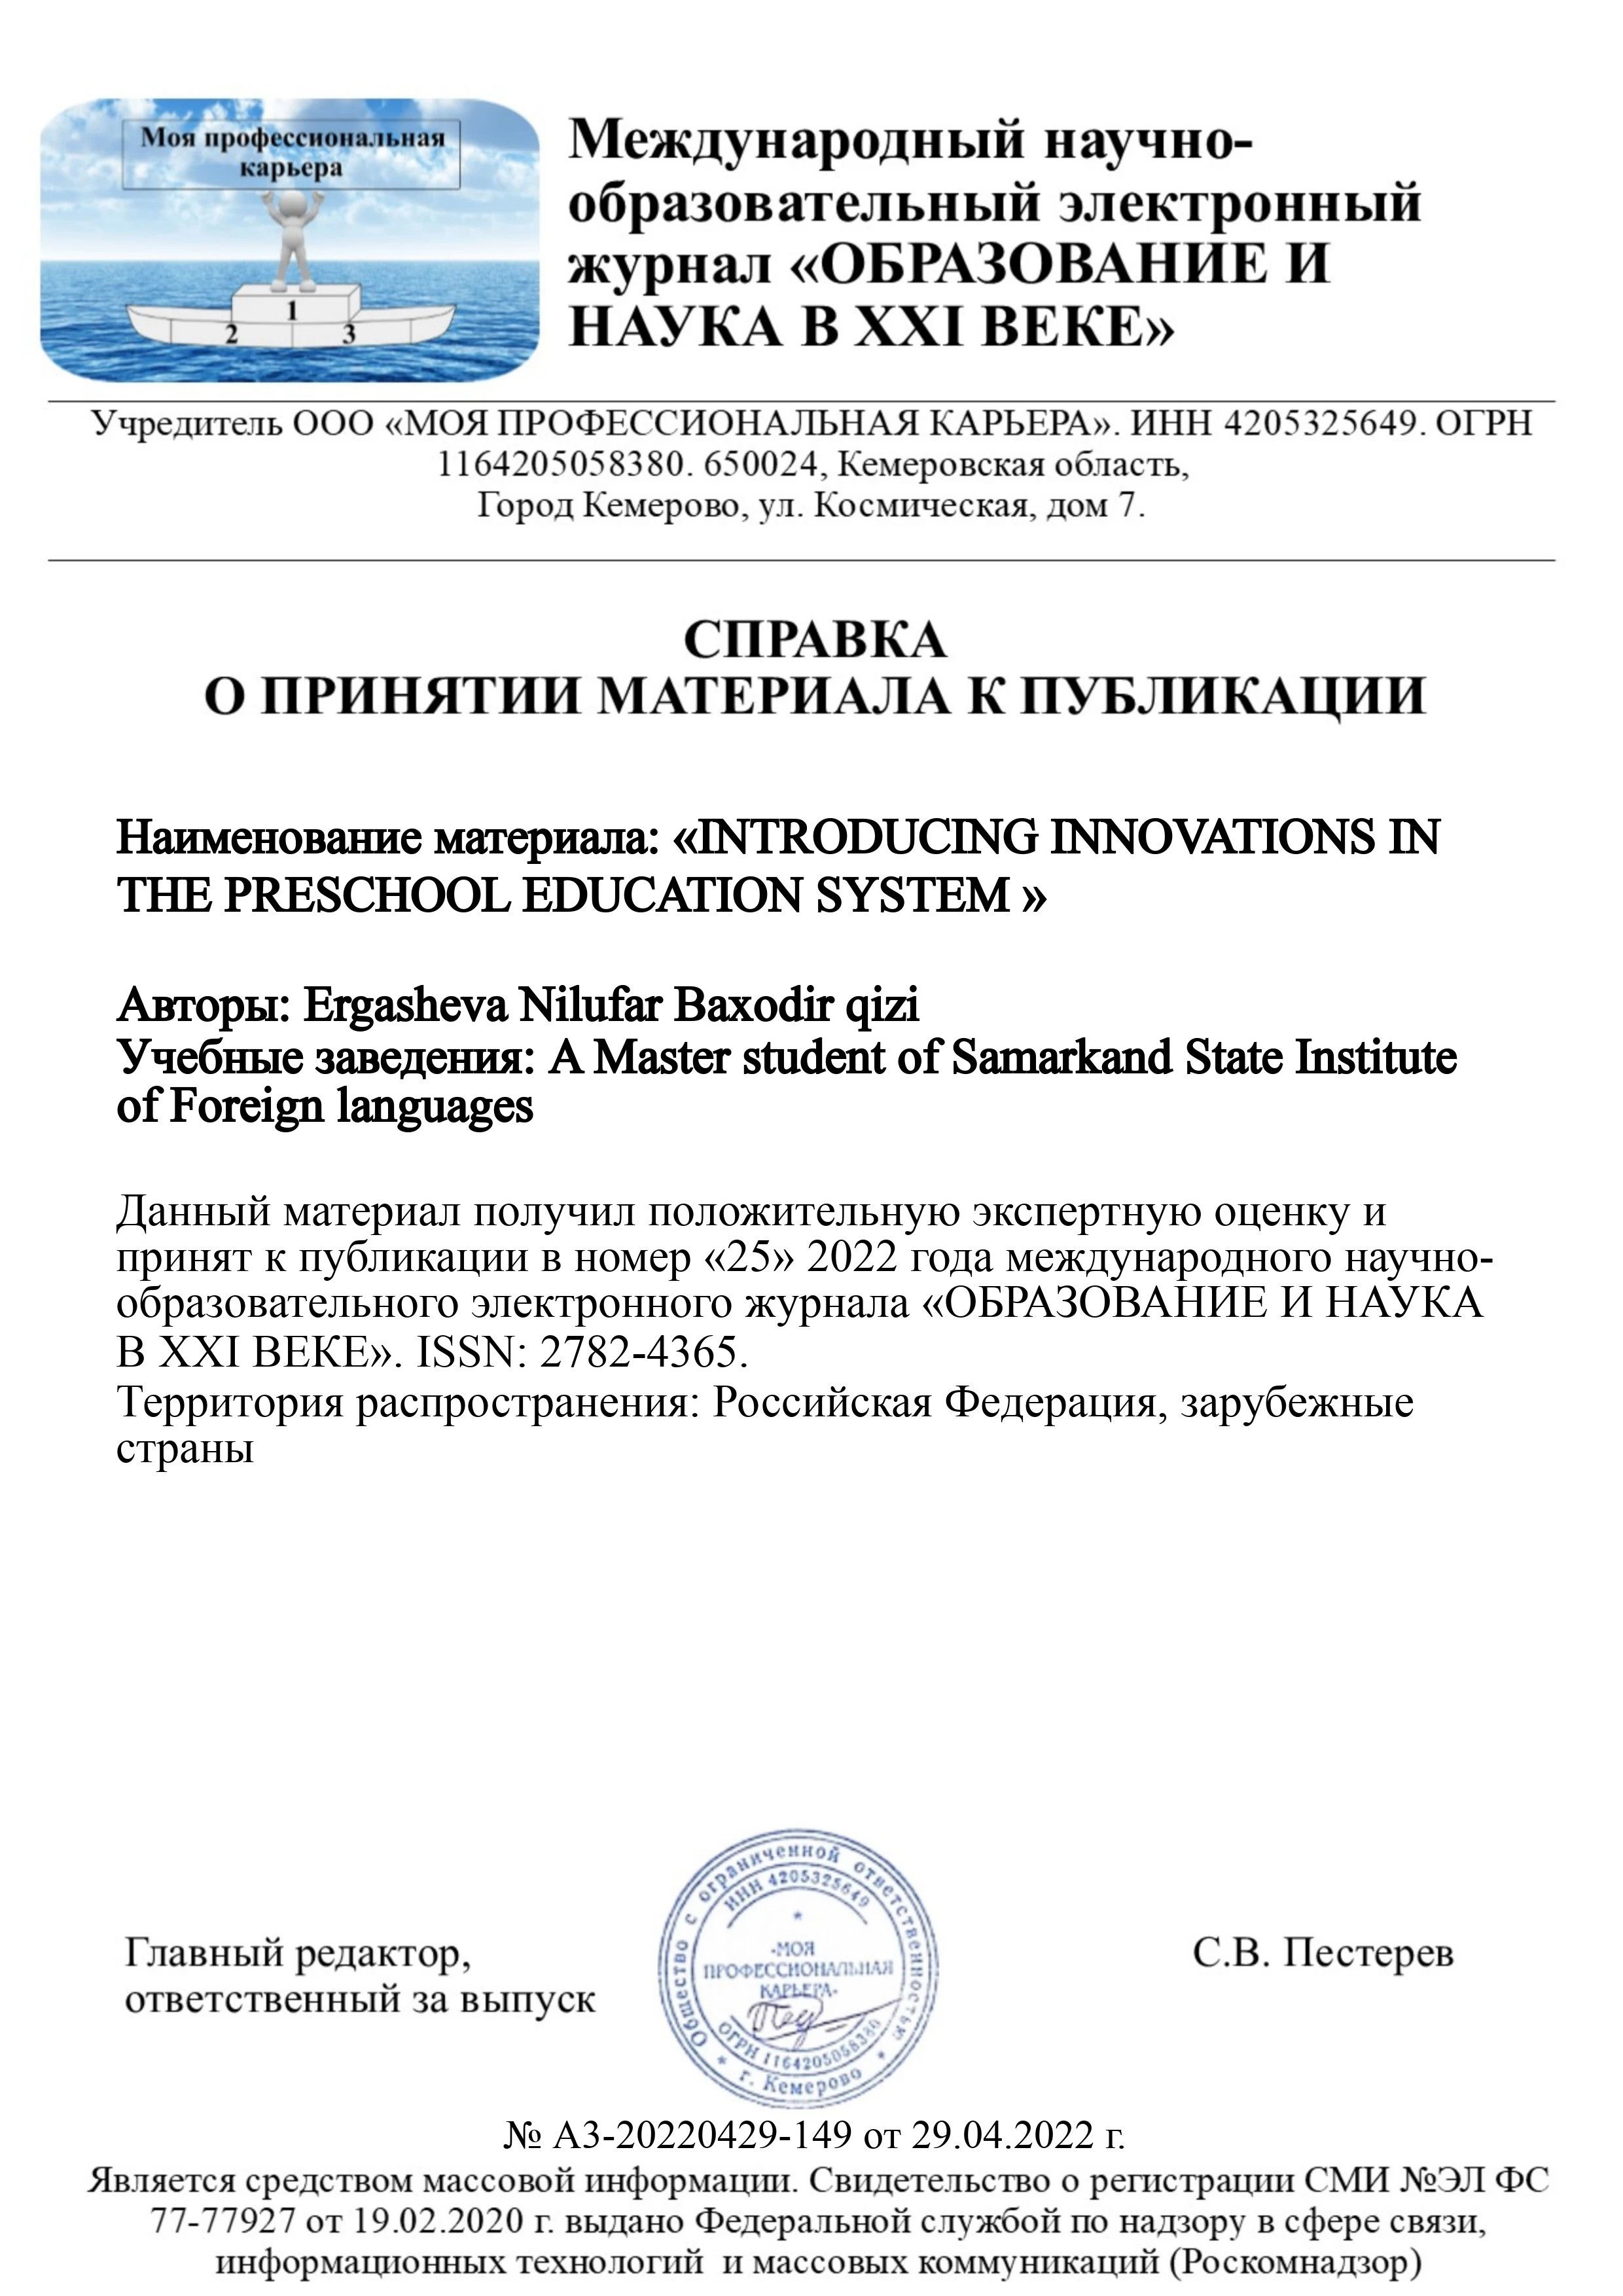 Моя профессиональная
карьера
1
2
3
Международный научно-
образовательный электронный
журнал «ОБРАЗОВАНИЕ И
НАУКА В XXI ВЕКЕ»
Учредитель ООО «МОЯ ПРОФЕССИОНАЛЬНАЯ КАРЬЕРА». ИНН 4205325649. ОГРН
1164205058380. 650024, Кемеровская область,
Город Кемерово, ул. Космическая, дом 7.
СПРАВКА
О ПРИНЯТИИ МАТЕРИАЛА К ПУБЛИКАЦИИ
Наименование материала: «INTRODUCING INNOVATIONS IN
THE PRESCHOOL EDUCATION SYSTEM »
Авторы: Ergasheva Nilufar Baxodir qizi
Учебные заведения: A Master student of Samarkand State Institute
of Foreign languages
Данный материал получил положительную экспертную оценку и
принят к публикации в номер «25» 2022 года международного научно-
образовательного электронного журнала «ОБРАЗОВАНИЕ И НАУКА
В XXI ВЕКЕ». ISSN: 2782-4365.
Территория распространения: Российская Федерация, зарубежные
страны
Главный редактор,
ответственный за выпуск
Общество с ограниченной ответственностью
ИНН 4205325649
«МОЯ
ПРОФЕССИОНАЛЬНАЯ
КАРЬЕРА»
ОГРН 1164205058380
* г. Кемерово *
С.В. Пестерев
№ А3-20220429-149 от 29.04.2022 г.
Является средством массовой информации. Свидетельство о регистрации СМИ №ЭЛ ФС
77-77927 от 19.02.2020 г. выдано Федеральной службой по надзору в сфере связи,
информационных технологий  и массовых коммуникаций (Роскомнадзор)